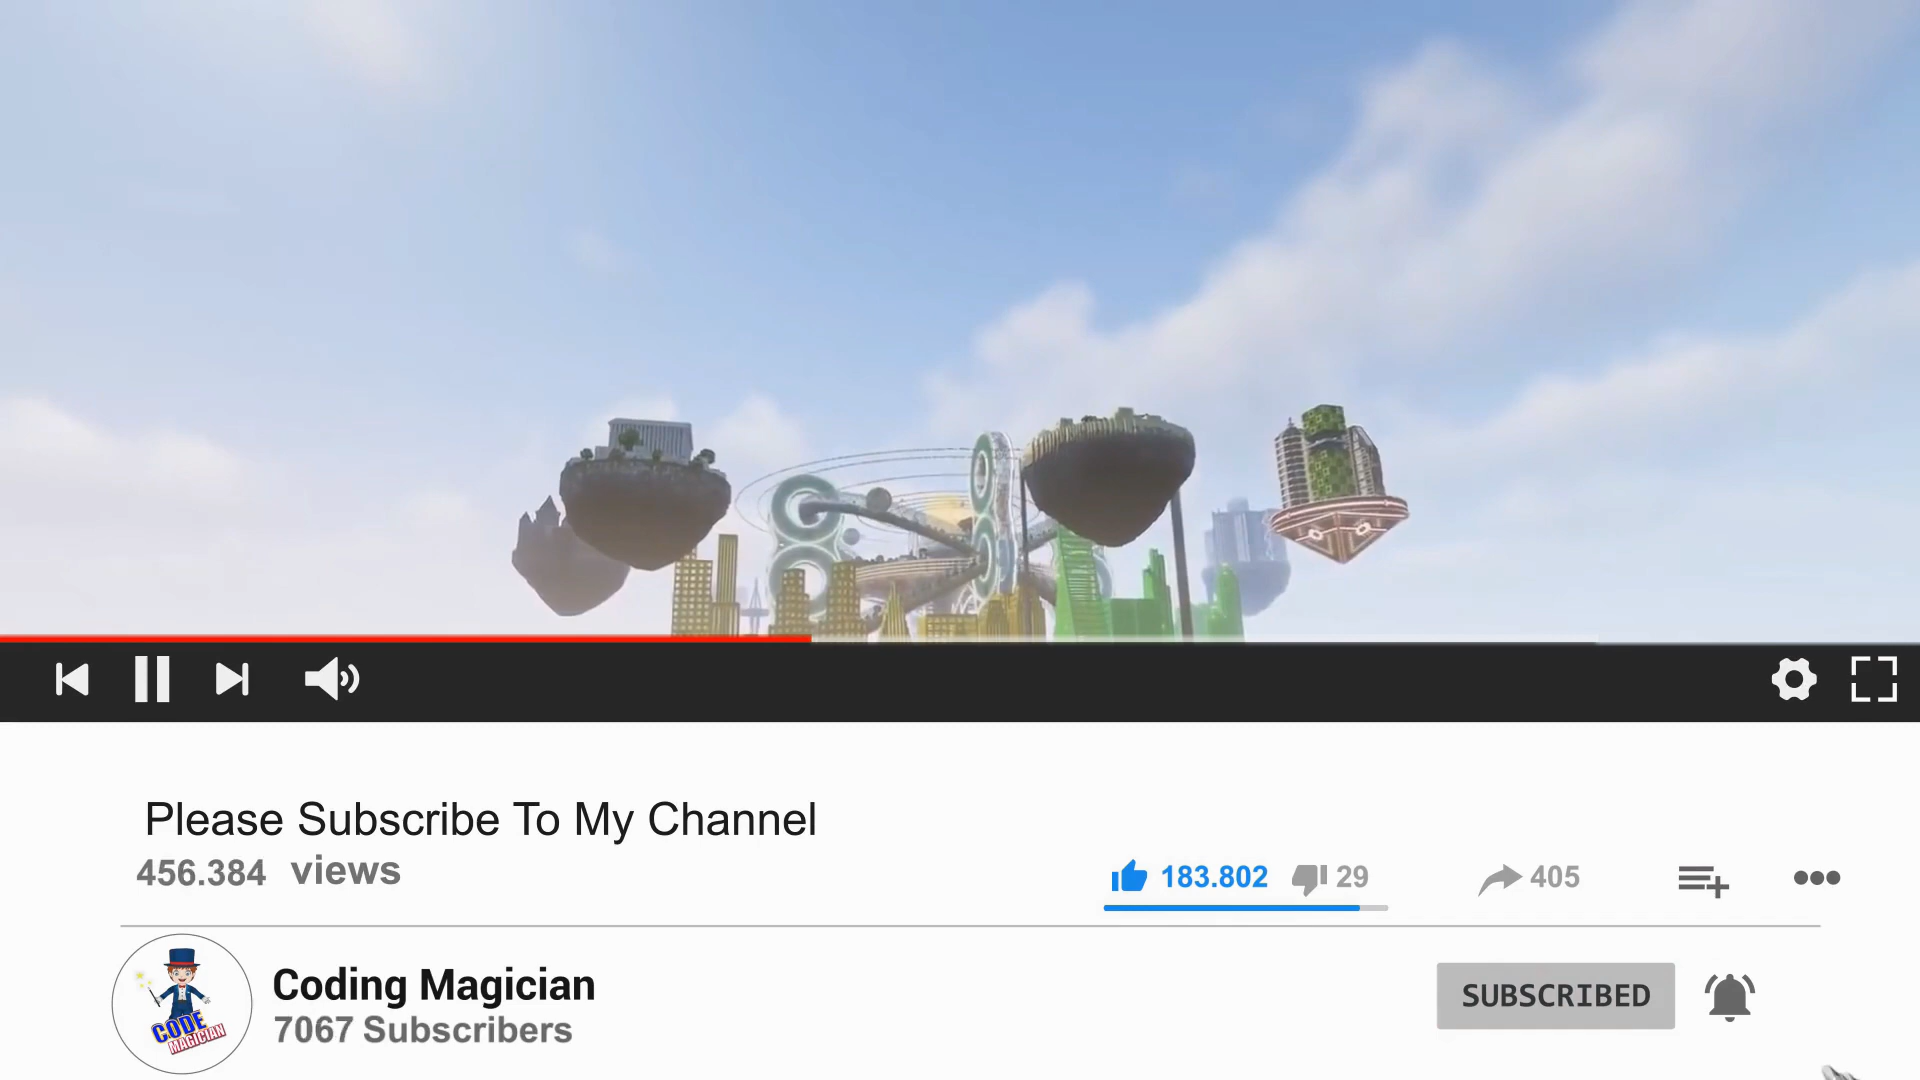 Please Subscribe To My Channel
456.384 views
183.802 29 405
Coding Magician
7067 Subscribers
SUBSCRIBED
CODE
MAGICIAN